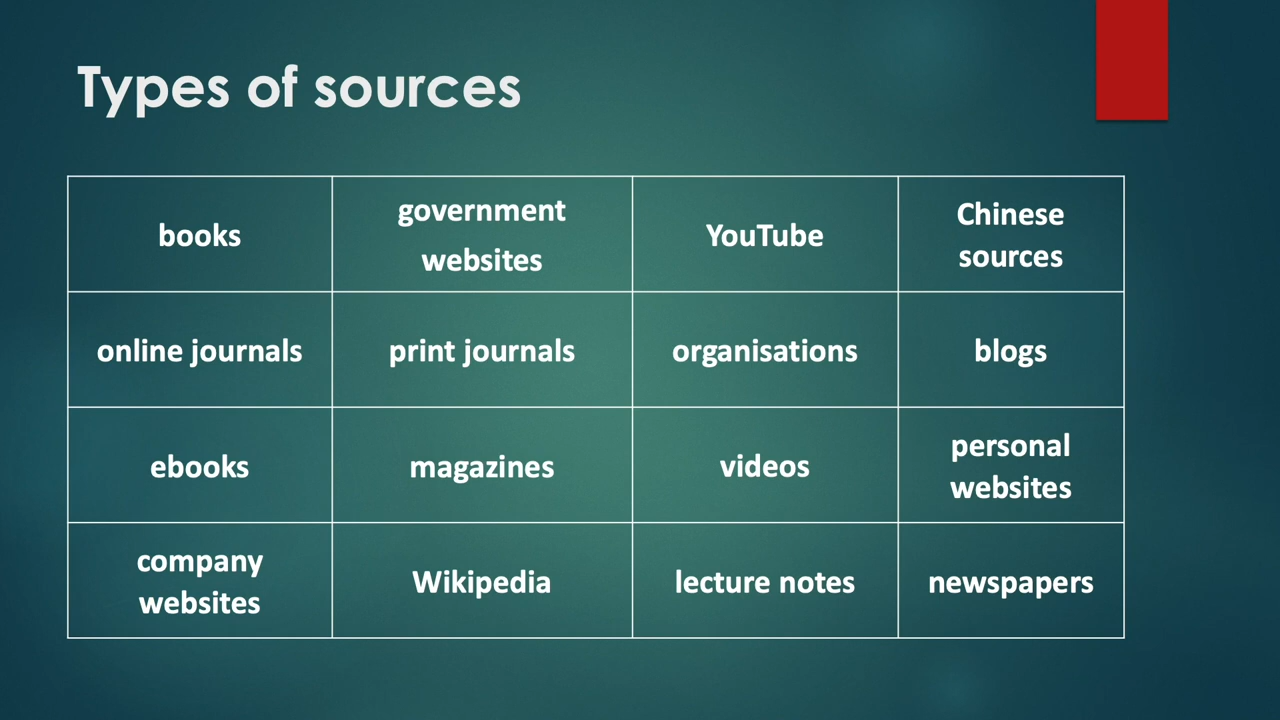 Types of sources
books
government
websites
YouTube
Chinese
sources
online journals
print journals
organisations
blogs
ebooks
magazines
videos
personal
websites
company
websites
Wikipedia
lecture notes
newspapers